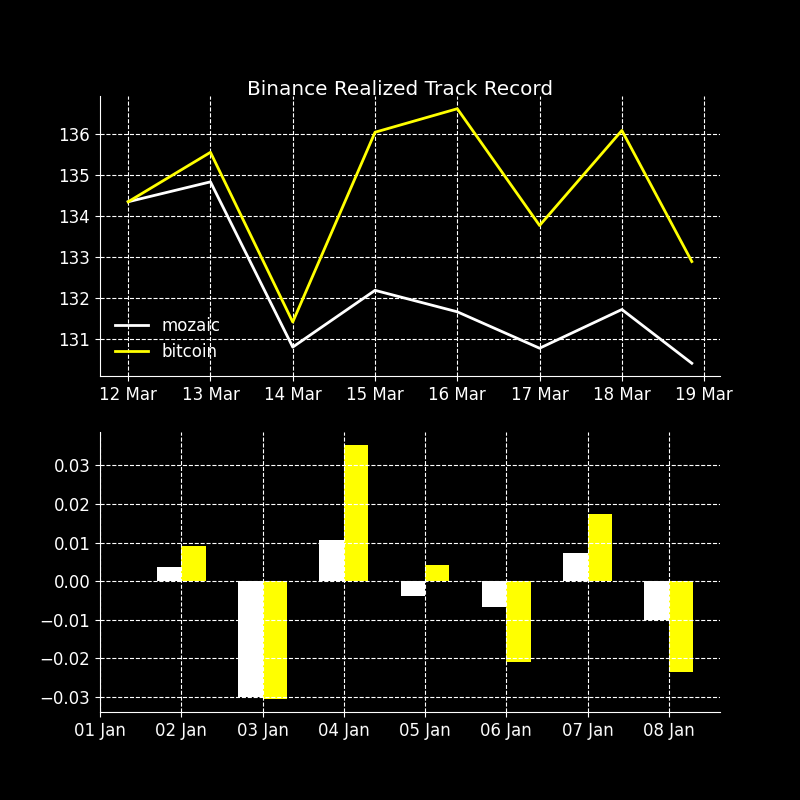 Binance Realized Track Record
136
135
134
133
132
131
mozaic
bitcoin
12 Mar 13 Mar 14 Mar 15 Mar 16 Mar 17 Mar 18 Mar 19 Mar
0.03
0.02
0.01
0.00
−0.01
−0.02
−0.03
01 Jan 02 Jan 03 Jan 04 Jan 05 Jan 06 Jan 07 Jan 08 Jan